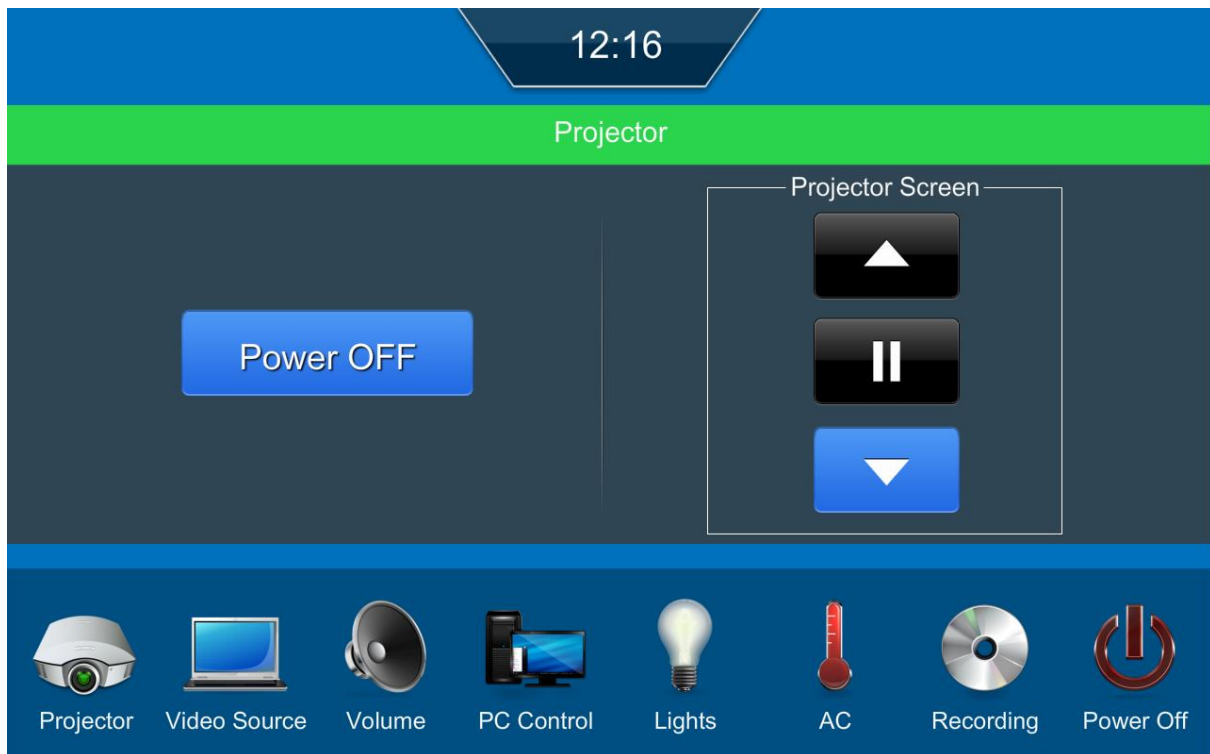 12:16
Projector
Projector Screen
Power OFF
Projector
Video Source
Volume
PC Control
Lights
AC
Recording
Power Off